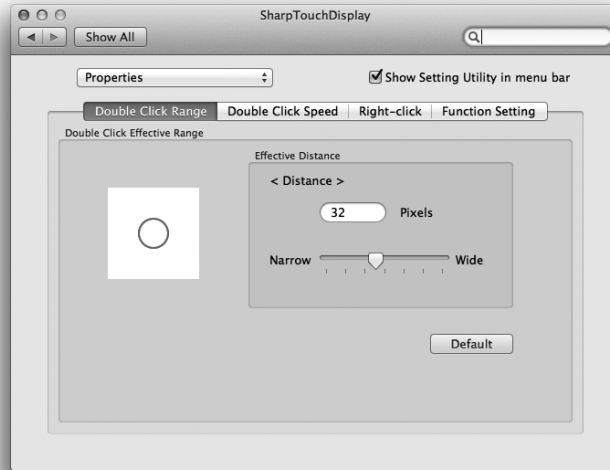 SharpTouchDisplay
Show All
Properties
Show Setting Utility in menu bar
Double Click Range Double Click Speed Right-click Function Setting
Double Click Effective Range
Effective Distance
< Distance >
32 Pixels
Narrow Wide
Default